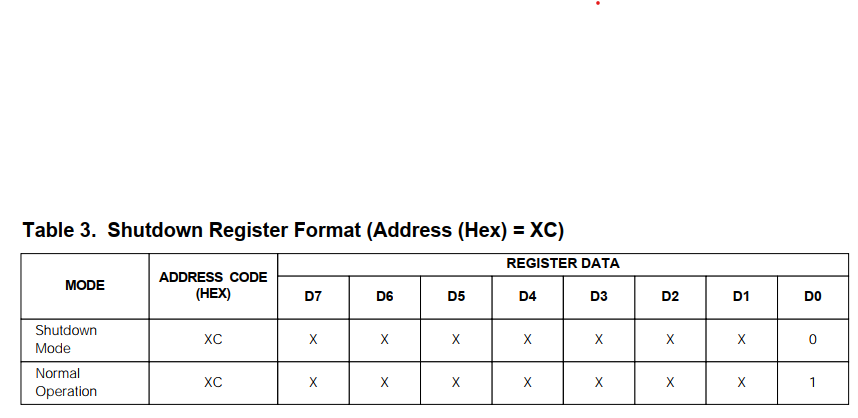 Table 3. Shutdown Register Format (Address (Hex) = XC)
MODE ADDRESS CODE (HEX) REGISTER DATA
D7 D6 D5 D4 D3 D2 D1 D0
Shutdown Mode XC X X X X X X X 0
Normal Operation XC X X X X X X X 1